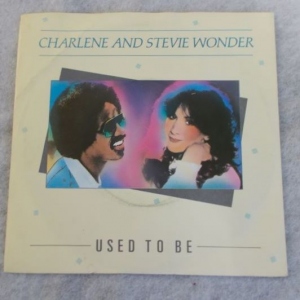 CHARLENE AND STEVIE WONDER
USED TO BE